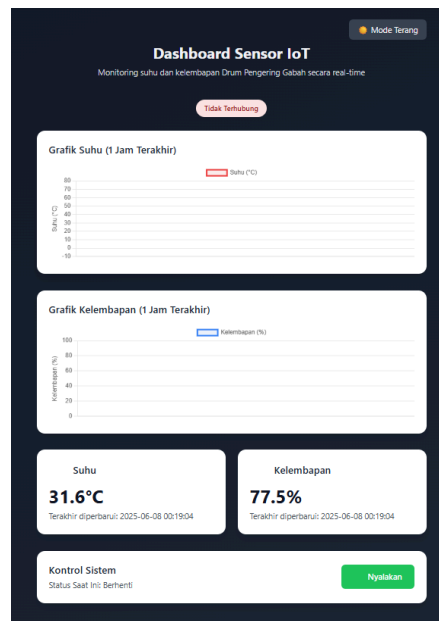 Mode Terang
Dashboard Sensor IoT
Monitoring suhu dan kelembapan Drum Pengering Gabah secara real-time
Tidak Terhubung
Grafik Suhu (1 Jam Terakhir)
Suhu (°C)
Suhu (°C)
80
70
60
50
40
30
20
10
0
-10
Grafik Kelembapan (1 Jam Terakhir)
Kelembapan (%)
Kelembapan (%)
100
80
60
40
20
0
Suhu
31.6°C
Terakhir diperbarui: 2025-06-08 00:19:04
Kelembapan
77.5%
Terakhir diperbarui: 2025-06-08 00:19:04
Kontrol Sistem
Status Saat Ini: Berhenti
Nyalakan